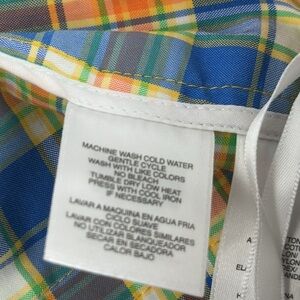 MACHINE WASH COLD WATER
GENTLE CYCLE
WASH WITH LIKE COLORS
NO BLEACH
TUMBLE DRY LOW HEAT
PRESS WITH COOL IRON
IF NECESSARY
LAVAR A MAQUINA EN AGUA FRIA
CICLO SUAVE
LAVAR CON COLORES SIMILARES
NO UTILIZAR BLANQUEADOR
SECAR EN SECADORA
CALOR BAJO